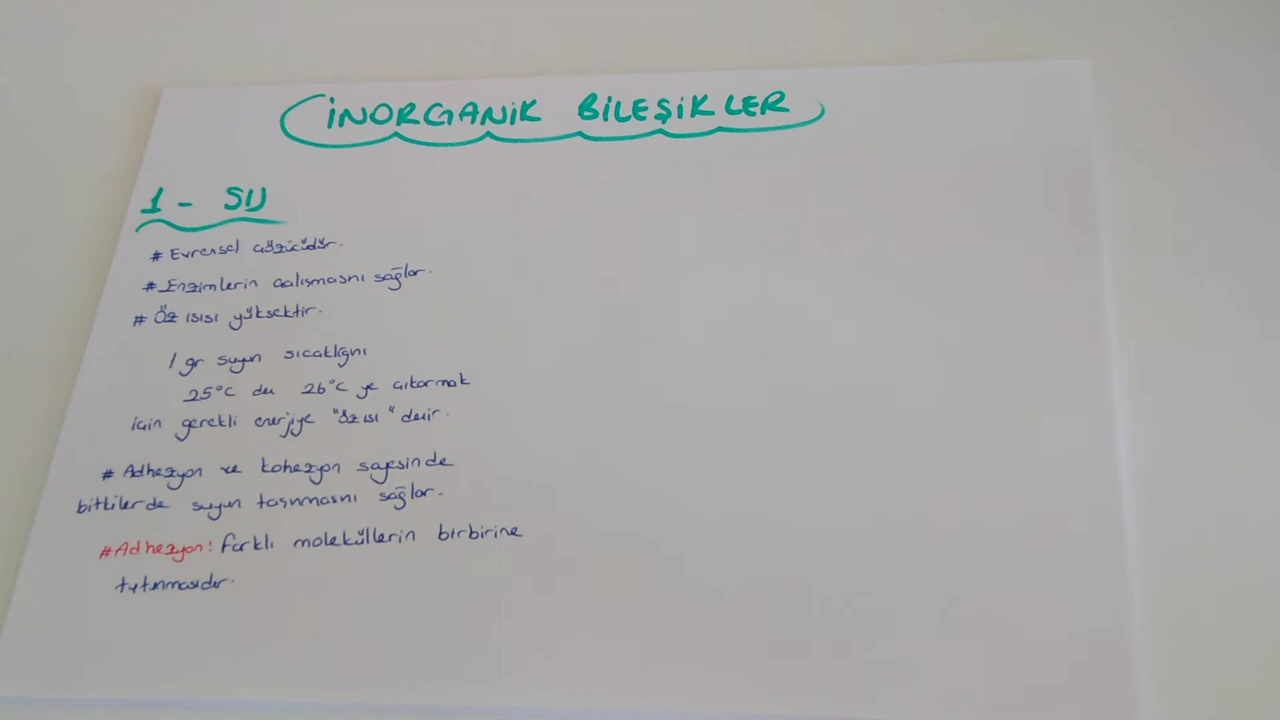 İNORGANİK BİLEŞİKLER
1 - SU
# Evrensel çözücüdür.
# Enzimlerin çalışmasını sağlar.
# Öz ısısı yüksektir.
1 gr suyun sıcaklığını
25°C den 26°C ye çıkarmak
için gerekli enerjiye "öz ısı" denir.
# Adhezyon ve kohezyon sayesinde
bitkilerde suyun taşınmasını sağlar.
#Adhezyon: Farklı moleküllerin birbirine
tutunmasıdır.